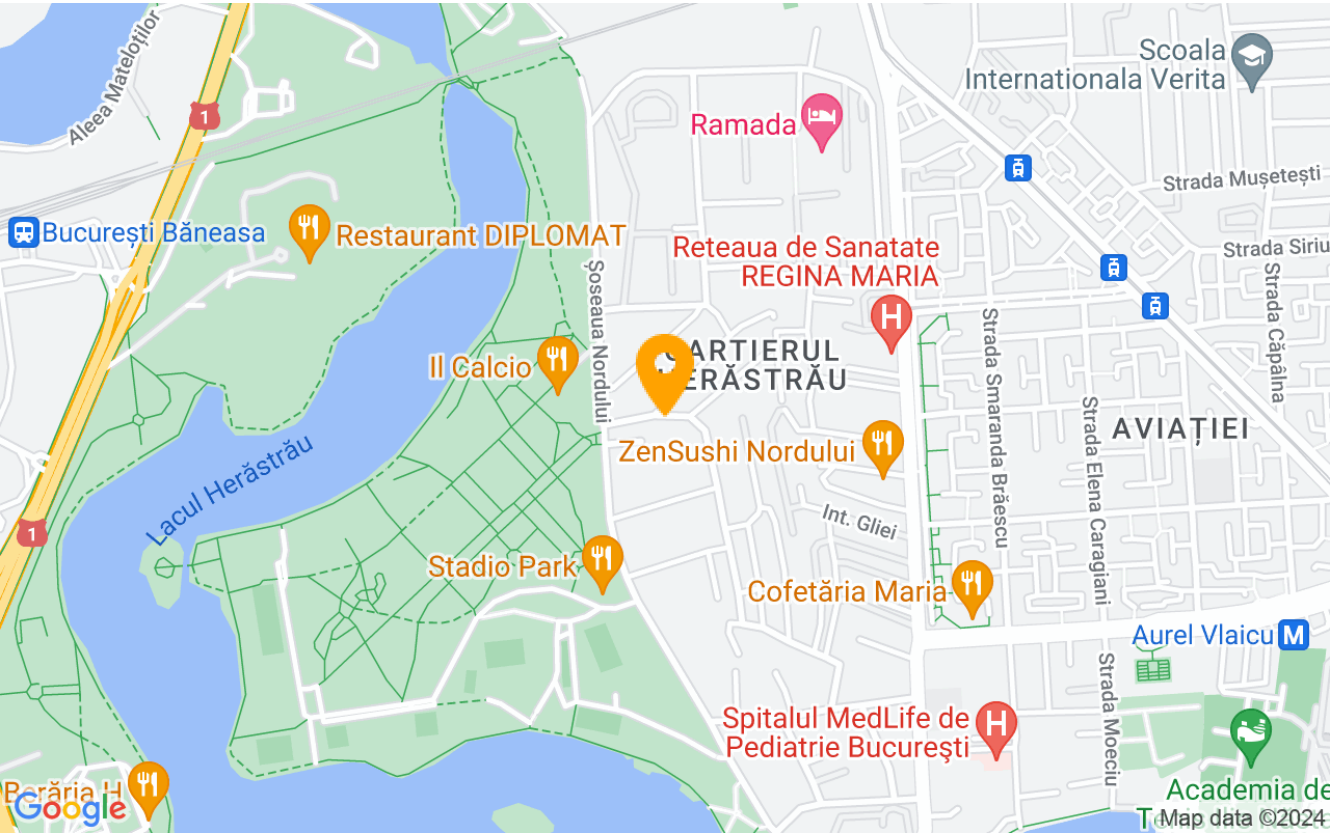 Aleea Mateloților
1
Scoala
Internationala Verita
Ramada
Strada Mușetești
București Băneasa
Restaurant DIPLOMAT
Reteaua de Sanatate
REGINA MARIA
H
Strada Siriu
Șoseaua Nordului
Strada Căpâlna
Il Calcio
CARTIERUL
HERĂSTRĂU
Strada Smaranda Brăescu
Strada Elena Caragiani
AVIAȚIEI
ZenSushi Nordului
Lacul Herăstrău
Int. Gliei
1
Stadio Park
Cofetăria Maria
Aurel Vlaicu M
Strada Moeciu
Spitalul MedLife de
Pediatrie Bucureşti
H
Berăria H
Google
Academia de
Map data ©2024